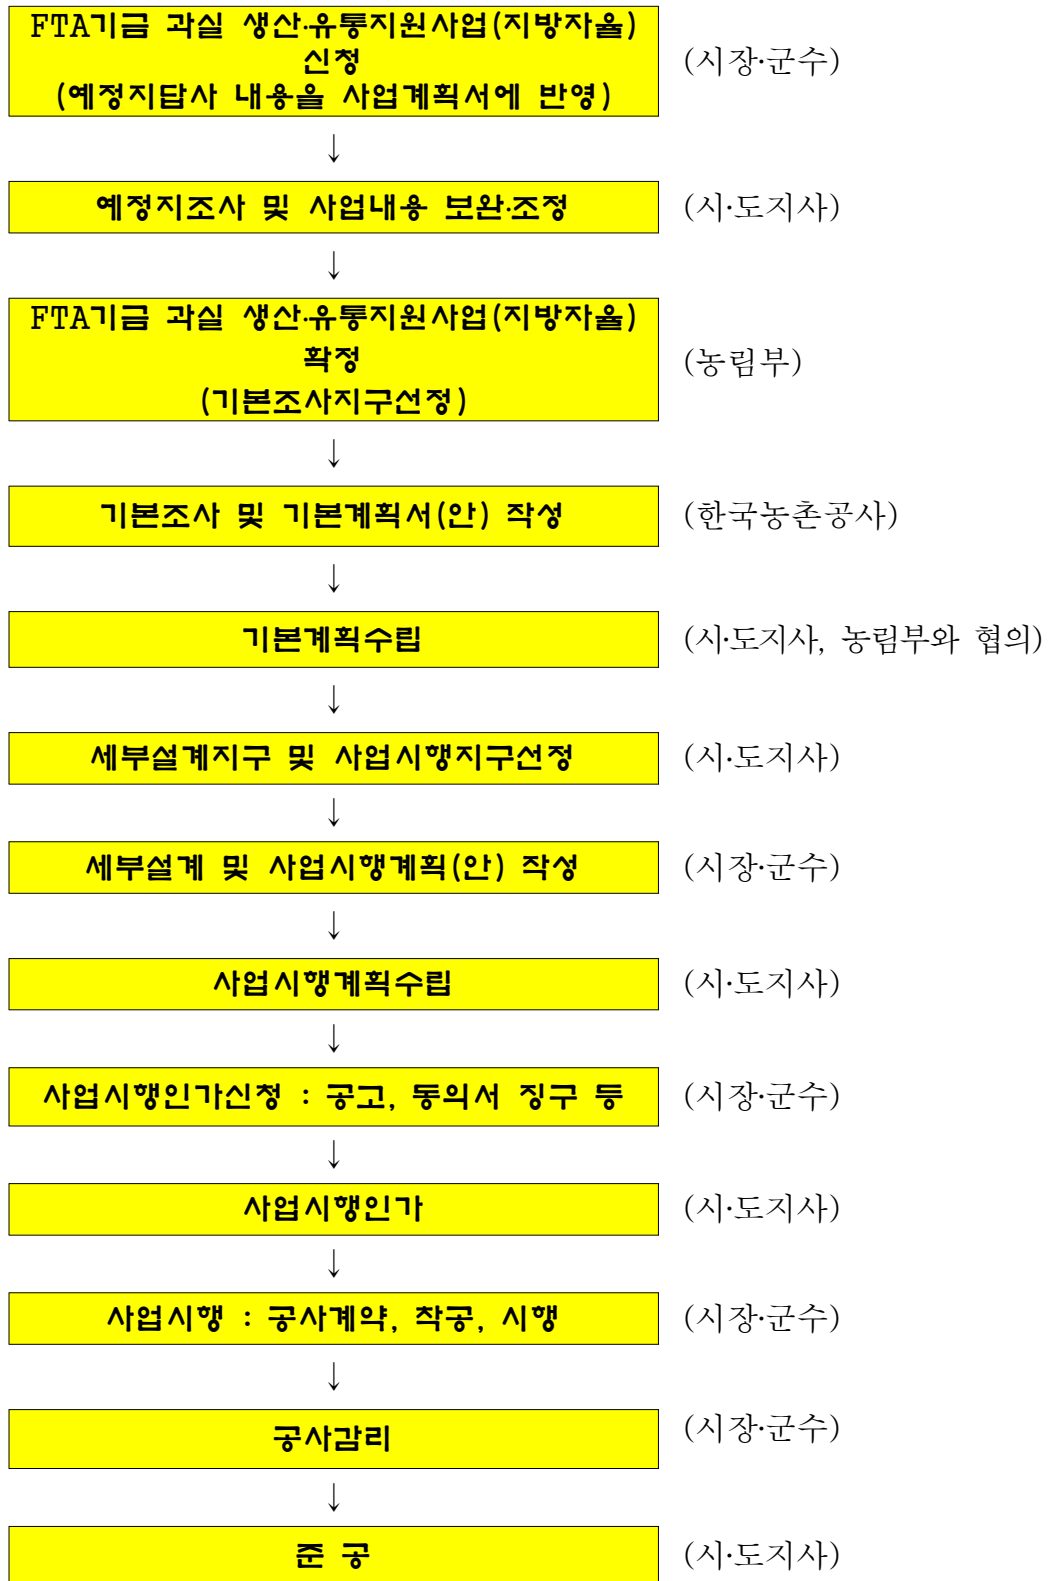 FTA기금 과실 생산·유통지원사업(지방자율)
신청
(예정지답사 내용을 사업계획서에 반영)
(시장·군수)
↓
예정지조사 및 사업내용 보완·조정
(시·도지사)
↓
FTA기금 과실 생산·유통지원사업(지방자율)
확정
(기본조사지구선정)
(농림부)
↓
기본조사 및 기본계획서(안) 작성
(한국농촌공사)
↓
기본계획수립
(시·도지사, 농림부와 협의)
↓
세부설계지구 및 사업시행지구선정
(시·도지사)
↓
세부설계 및 사업시행계획(안) 작성
(시장·군수)
↓
사업시행계획수립
(시·도지사)
↓
사업시행인가신청 : 공고, 동의서 징구 등
(시장·군수)
↓
사업시행인가
(시·도지사)
↓
사업시행 : 공사계약, 착공, 시행
(시장·군수)
↓
공사감리
(시장·군수)
↓
준 공
(시·도지사)